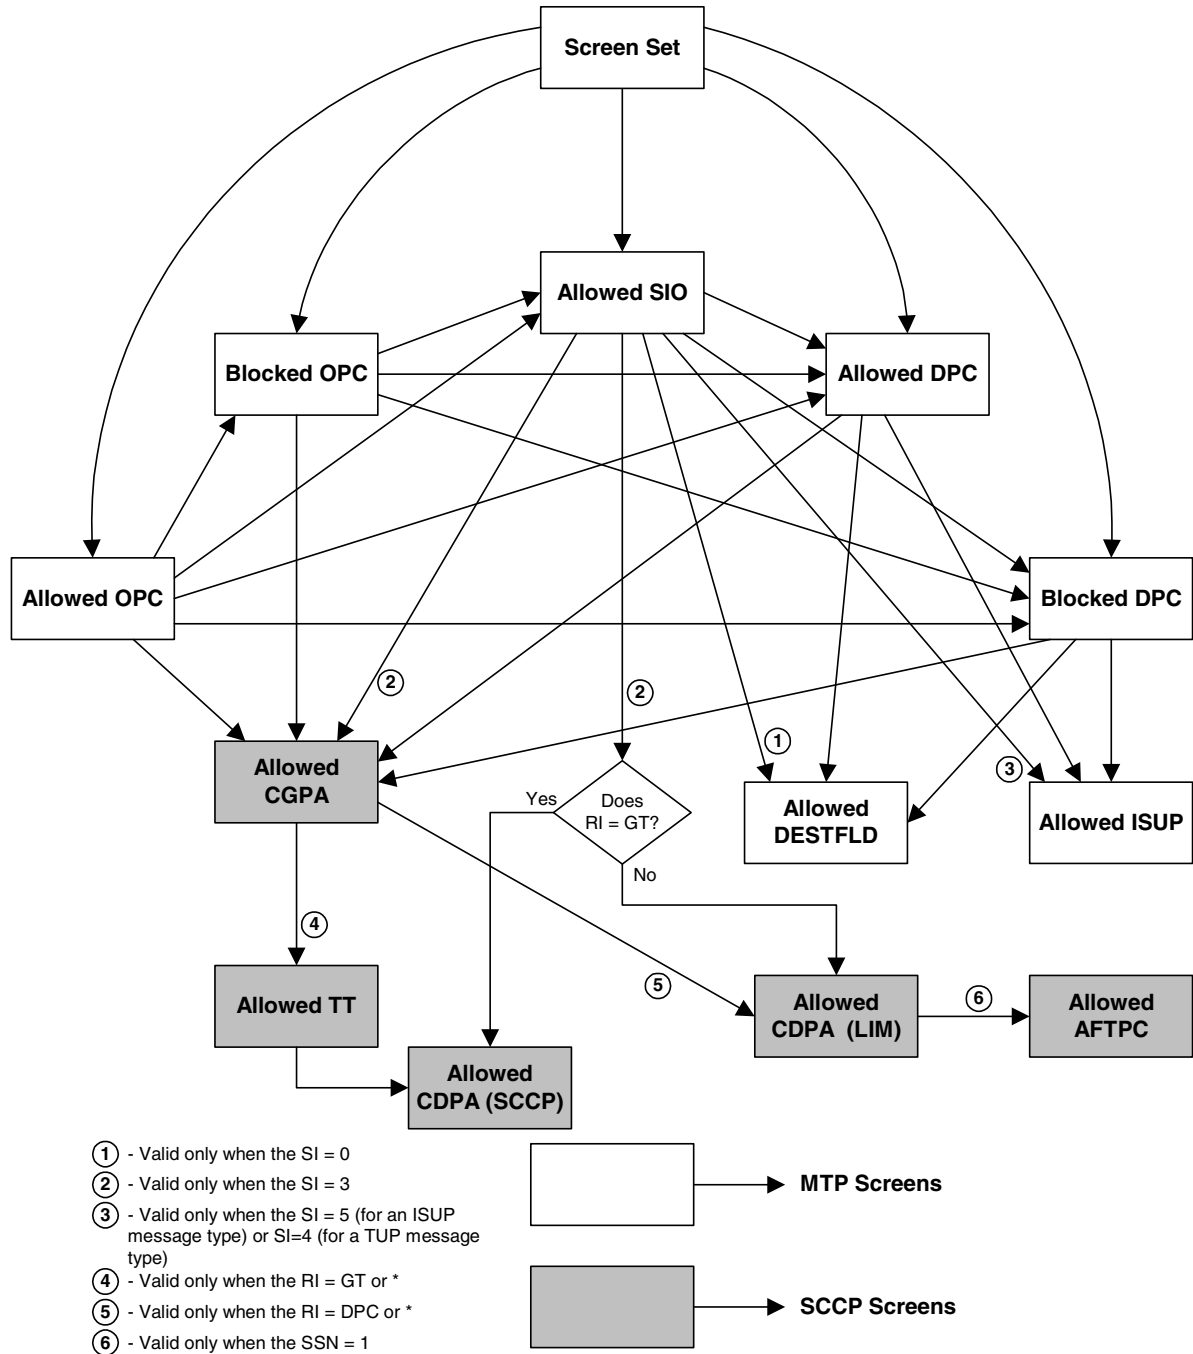 Screen Set
Allowed SIO
Blocked OPC
Allowed DPC
Allowed OPC
Blocked DPC
2
2
1
3
Allowed
CGPA
Yes
Does
RI = GT?
No
Allowed
DESTFLD
Allowed ISUP
4
5
6
Allowed TT
Allowed
CDPA (LIM)
Allowed
AFTPC
Allowed
CDPA (SCCP)
1 - Valid only when the SI = 0
2 - Valid only when the SI = 3
3 - Valid only when the SI = 5 (for an ISUP
message type) or SI=4 (for a TUP message
type)
4 - Valid only when the RI = GT or *
5 - Valid only when the RI = DPC or *
6 - Valid only when the SSN = 1
MTP Screens
SCCP Screens